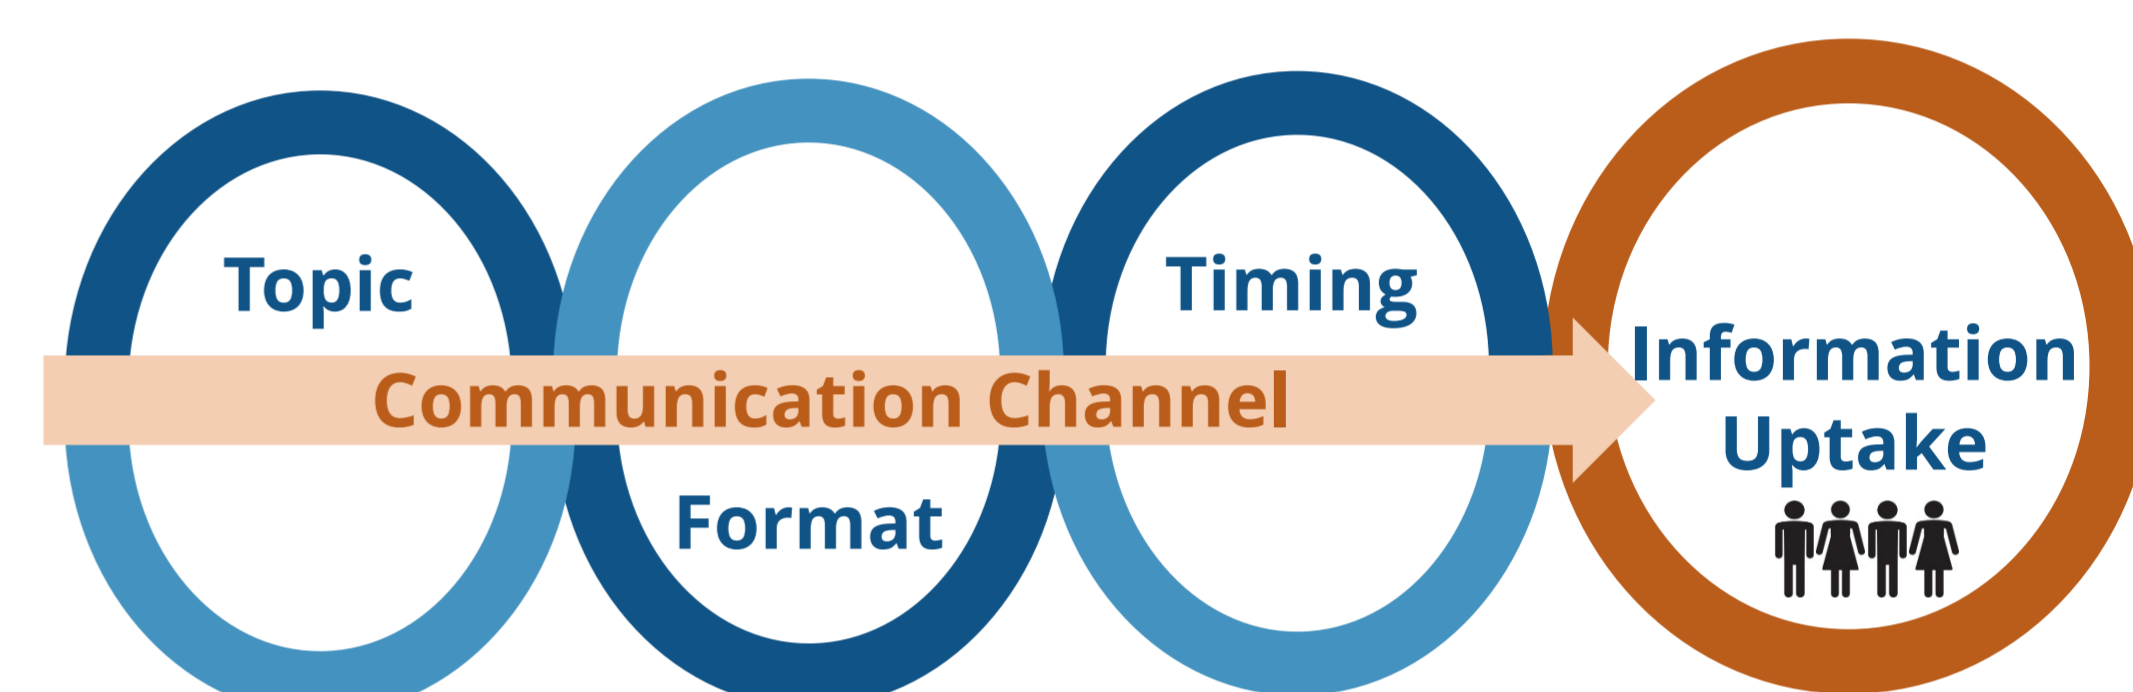 Topic
Timing
Communication Channel
Format
Information
Uptake